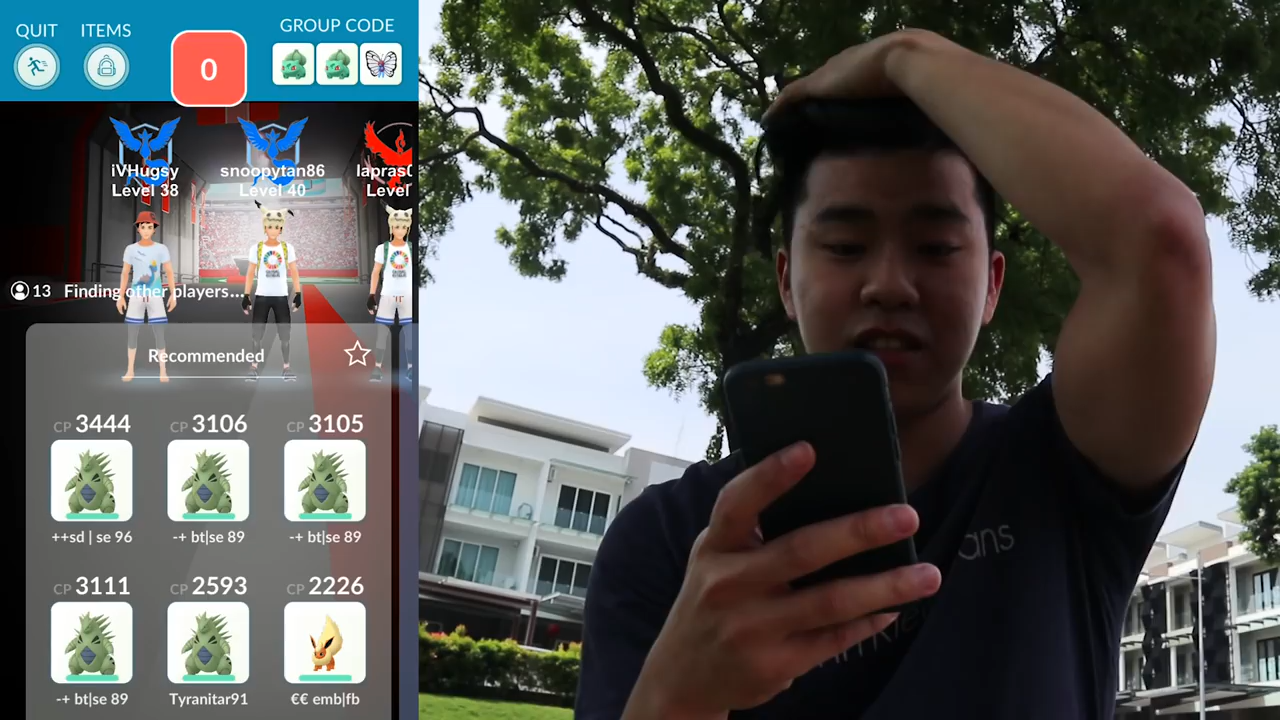 QUIT
ITEMS
0
GROUP CODE
iVHugsy
Level 38
snoopytan86
Level 40
Level
13 Finding other players...
Recommended
CP 3444
CP 3106
CP 3105
++sd | se 96
-+ bt|se 89
-+ bt|se 89
CP 3111
CP 2593
CP 2226
-+ bt|se 89
Tyranitar91
€€ emb|fb
ans